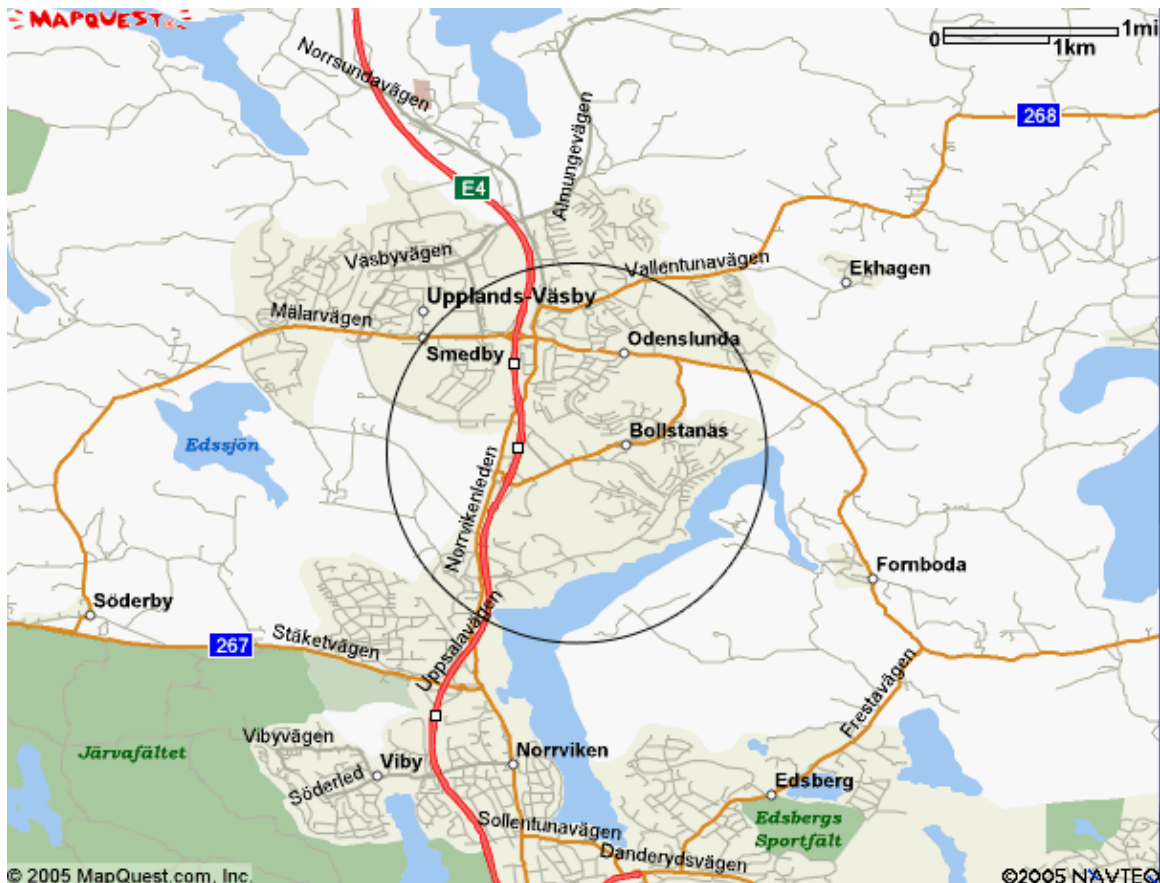 MAPQUEST®
0 1mi
1km
Norrsundavägen
268
Almungevägen
E4
Väsbyvägen
Vallentunavägen
Ekhagen
Upplands-Väsby
Mälarvägen
Smedby
Odenslunda
Bollstanäs
Edssjön
Norrvikenleden
Fornboda
Söderby
Stäketvägen
267
Uppsalavägen
Frestavägen
Vibyvägen
Järvafältet
Viby
Norrviken
Söderled
Edsberg
Sollentunavägen
Edsbergs
Sportfält
Danderydsvägen
© 2005 MapQuest.com, Inc.
©2005 NAVTEQ